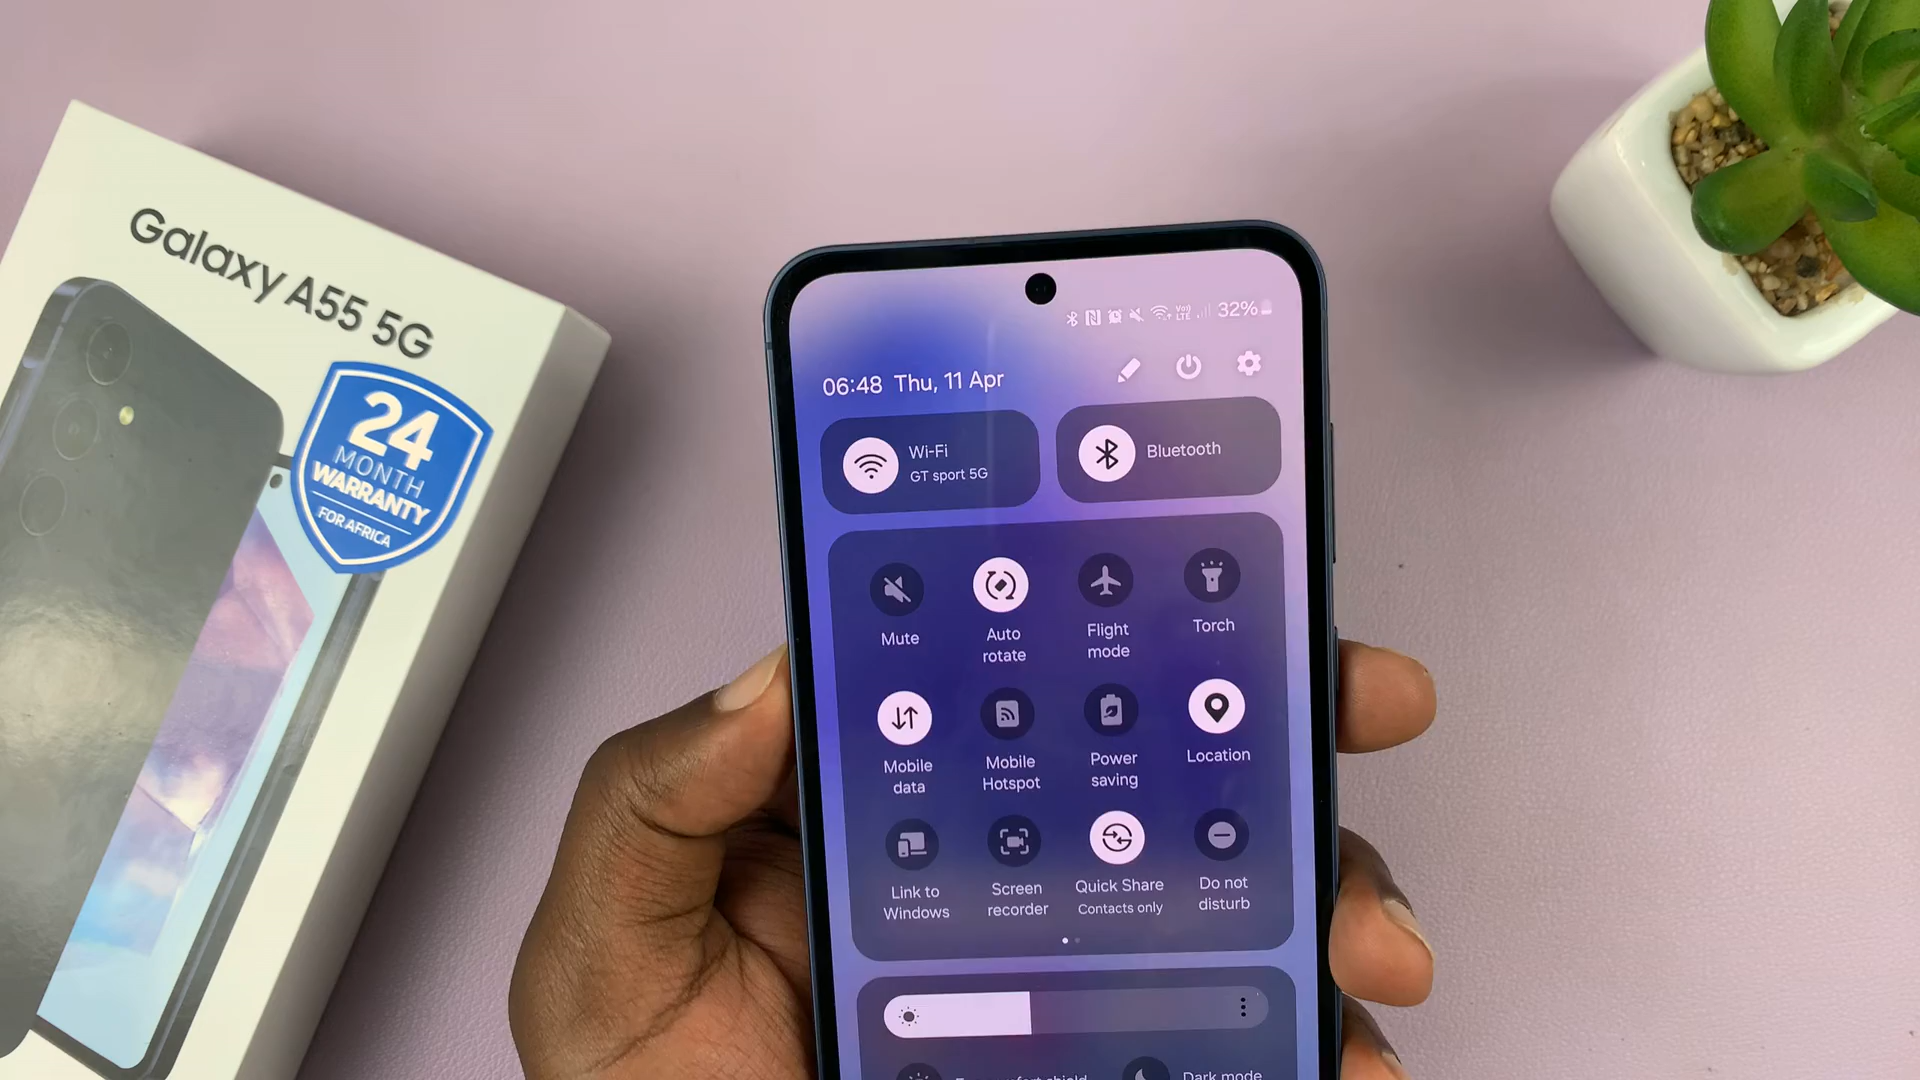 Galaxy A55 5G
24
MONTH
WARRANTY
FOR AFRICA
32%
06:48 Thu, 11 Apr
Wi-Fi
GT sport 5G
Bluetooth
Mute
Auto
rotate
Flight
mode
Torch
Mobile
data
Mobile
Hotspot
Power
saving
Location
Link to
Windows
Screen
recorder
Quick Share
Contacts only
Do not
disturb
Dark mode